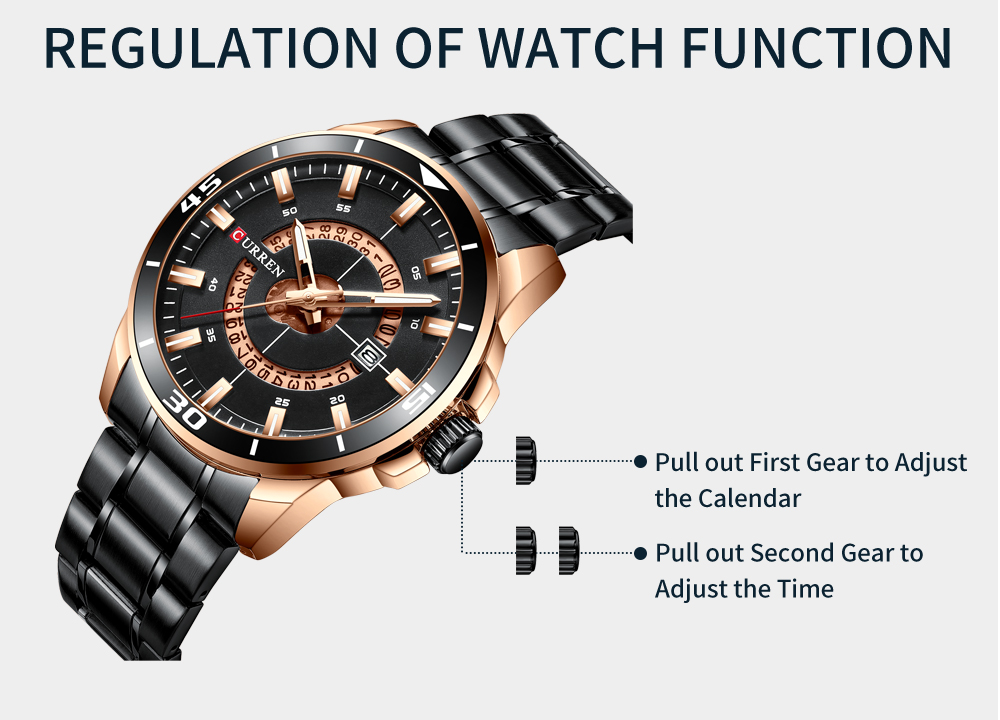 REGULATION OF WATCH FUNCTION
45
50
55
CURREN
40
05
35
10
30
25
20
15
Pull out First Gear to Adjust
the Calendar
Pull out Second Gear to
Adjust the Time